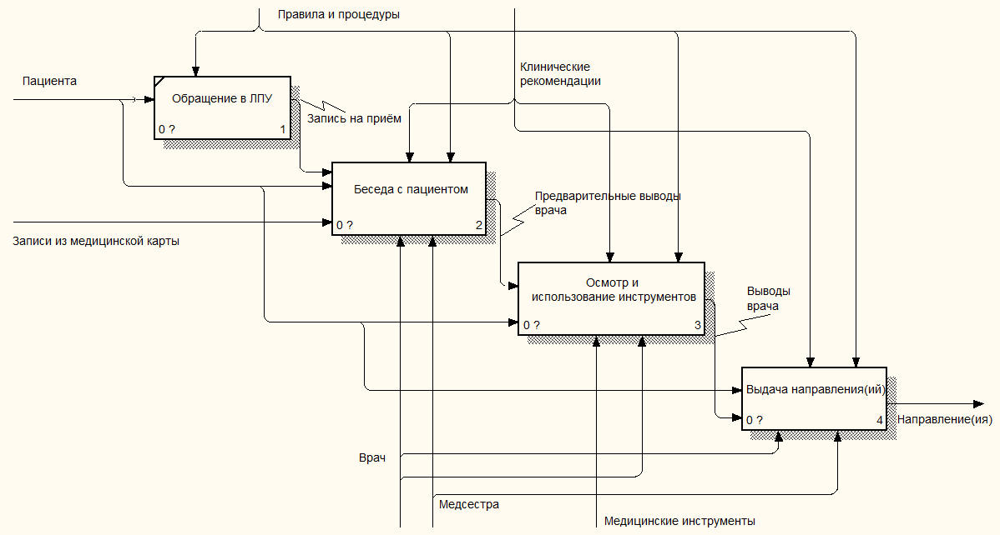 Правила и процедуры
Клинические
рекомендации
Пациента
Обращение в ЛПУ
0 ?
1
Запись на приём
Беседа с пациентом
0 ?
2
Предварительные выводы
врача
Записи из медицинской карты
Осмотр и
использование инструментов
0 ?
3
Выводы
врача
Выдача направления(ий)
0 ?
4
Направление(ия)
Врач
Медсестра
Медицинские инструменты